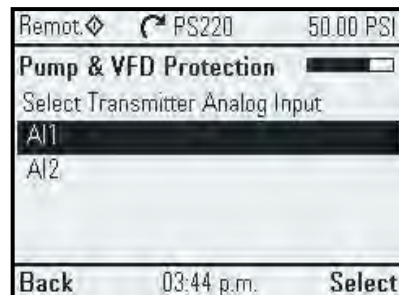 Remot. PS220 50.00 PSI
Pump & VFD Protection
Select Transmitter Analog Input
AI1
AI2
Back 03:44 p.m. Select